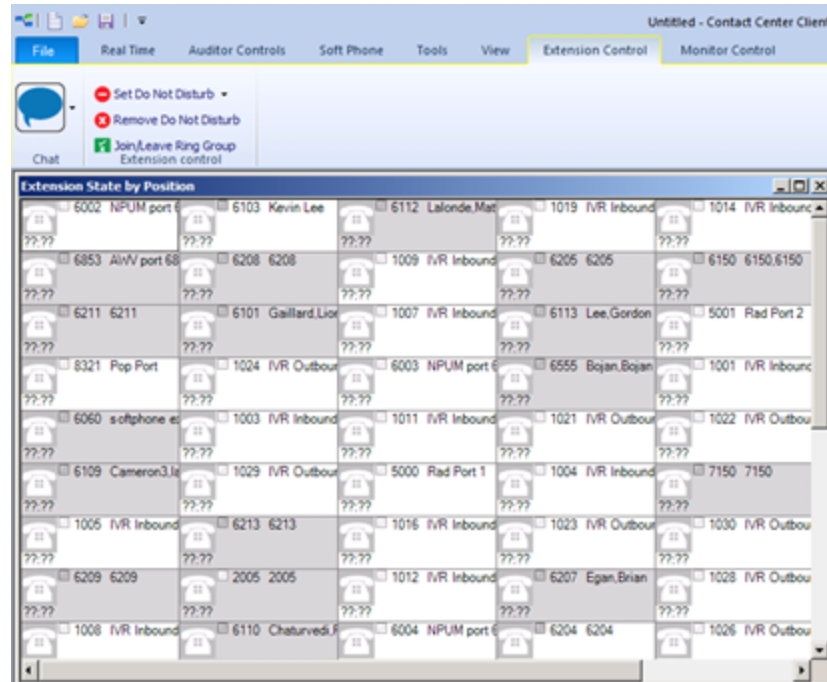 Untitled - Contact Center Client
File Real Time Auditor Controls Soft Phone Tools View Extension Control Monitor Control
Set Do Not Disturb
Remove Do Not Disturb
Join/Leave Ring Group
Chat Extension control
Extension State by Position
6002 NPUM port 6103 Kevin Lee 6112 Lalonde,Mat 1019 IVR Inbound 1014 IVR Inbound
??:?? ??:?? ??:?? ??:?? ??:??
6853 AWV port 68 6208 6208 1009 IVR Inbound 6205 6205 6150 6150,6150
??:?? ??:?? ??:?? ??:?? ??:??
6211 6211 6101 Gaillard,Lion 1007 IVR Inbound 6113 Lee,Gordon 5001 Rad Port 2
??:?? ??:?? ??:?? ??:?? ??:??
8321 Pop Port 1024 IVR Outbour 6003 NPUM port 6 6555 Bojan,Bojan 1001 IVR Inbound
??:?? ??:?? ??:?? ??:?? ??:??
6060 softphone ex 1003 IVR Inbound 1011 IVR Inbound 1021 IVR Outbour 1022 IVR Outbou
??:?? ??:?? ??:?? ??:?? ??:??
6109 Cameron3,Ia 1029 IVR Outbour 5000 Rad Port 1 1004 IVR Inbound 7150 7150
??:?? ??:?? ??:?? ??:?? ??:??
1005 IVR Inbound 6213 6213 1016 IVR Inbound 1023 IVR Outbour 1030 IVR Outbou
??:?? ??:?? ??:?? ??:?? ??:??
6209 6209 2005 2005 1012 IVR Inbound 6207 Egan,Brian 1028 IVR Outbou
??:?? ??:?? ??:?? ??:?? ??:??
1008 IVR Inbound 6110 Chaturvedi, 6004 NPUM port 6 6204 6204 1026 IVR Outbou